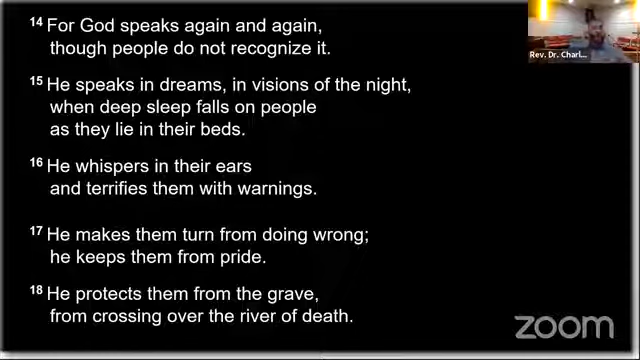 14 For God speaks again and again,
though people do not recognize it.
15 He speaks in dreams, in visions of the night,
when deep sleep falls on people
as they lie in their beds.
16 He whispers in their ears
and terrifies them with warnings.
17 He makes them turn from doing wrong;
he keeps them from pride.
18 He protects them from the grave,
from crossing over the river of death.
Rev. Dr. Charl...
zoom